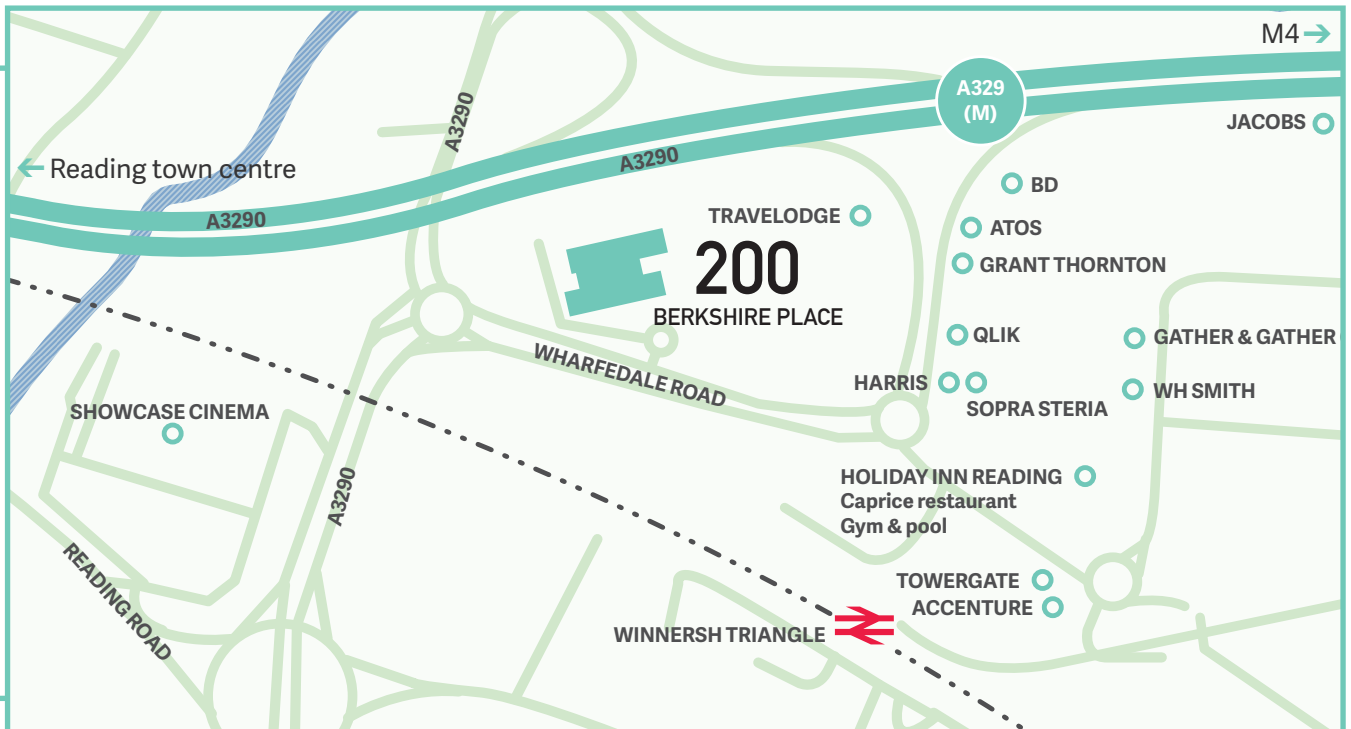 M4
A329
(M)
JACOBS
A3290
A3290
Reading town centre
BD
A3290
TRAVELODGE
ATOS
200
GRANT THORNTON
BERKSHIRE PLACE
QLIK
GATHER & GATHER
WHARFEDALE ROAD
HARRIS
WH SMITH
SHOWCASE CINEMA
SOPRA STERIA
A3290
HOLIDAY INN READING
Caprice restaurant
Gym & pool
READING ROAD
TOWERGATE
ACCENTURE
WINNERSH TRIANGLE